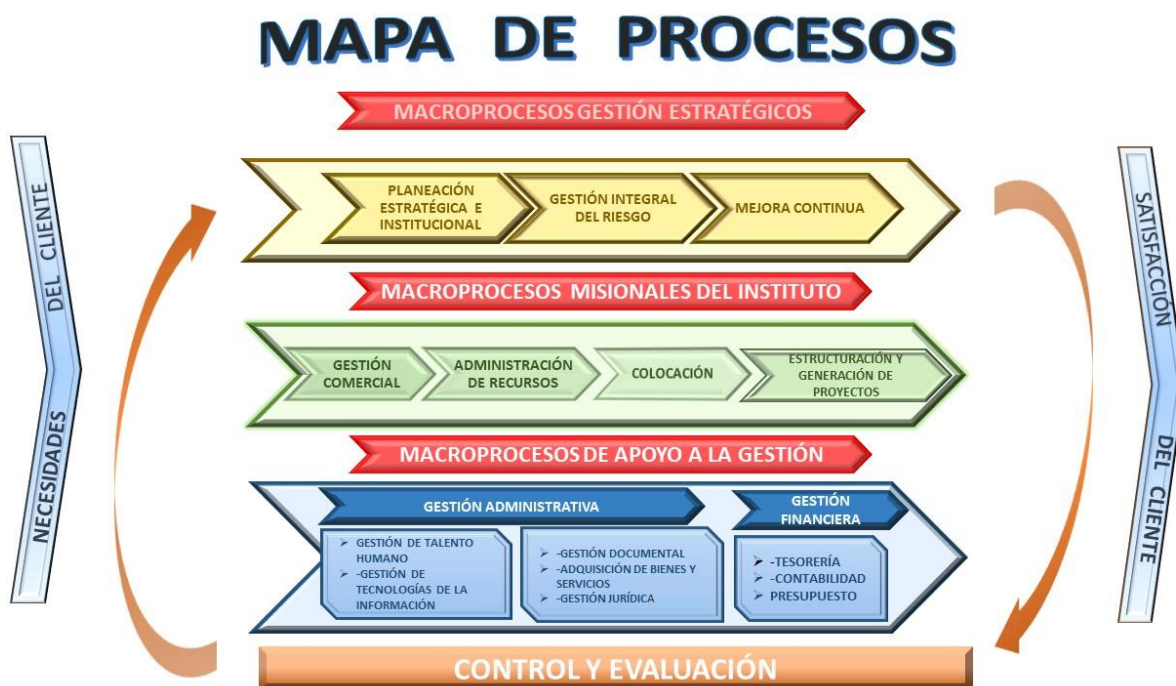 MAPA DE PROCESOS
MACROPROCESOS GESTIÓN ESTRATÉGICOS
NECESIDADES DEL CLIENTE
PLANEACIÓN
ESTRATÉGICA E
INSTITUCIONAL
GESTIÓN INTEGRAL
DEL RIESGO
MEJORA CONTINUA
SATISFACCIÓN DEL CLIENTE
MACROPROCESOS MISIONALES DEL INSTITUTO
GESTIÓN
COMERCIAL
ADMINISTRACIÓN
DE RECURSOS
COLOCACIÓN
ESTRUCTURACIÓN Y
GENERACIÓN DE
PROYECTOS
MACROPROCESOS DE APOYO A LA GESTIÓN
GESTIÓN ADMINISTRATIVA
GESTIÓN DE TALENTO
HUMANO
-GESTIÓN DE
TECNOLOGÍAS DE LA
INFORMACIÓN
-GESTIÓN DOCUMENTAL
-ADQUISICIÓN DE BIENES Y
SERVICIOS
-GESTIÓN JURÍDICA
GESTIÓN
FINANCIERA
-TESORERÍA
-CONTABILIDAD
PRESUPUESTO
CONTROL Y EVALUACIÓN